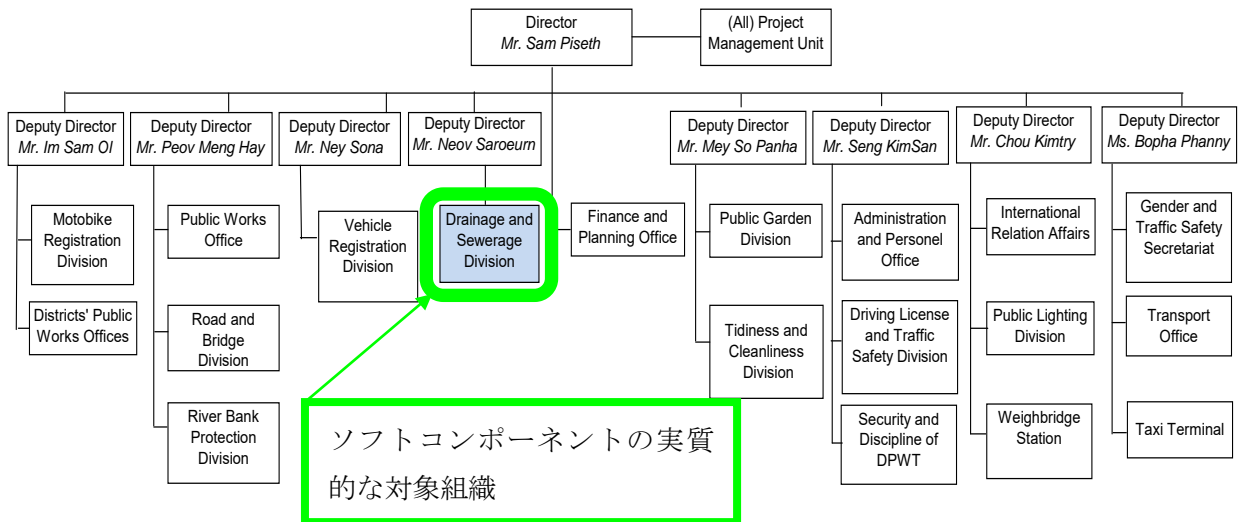 Director
Mr. Sam Piseth
(All) Project
Management Unit
Deputy Director
Mr. Im Sam Ol
Deputy Director
Mr. Peov Meng Hay
Deputy Director
Mr. Ney Sona
Deputy Director
Mr. Neov Saroeurn
Deputy Director
Mr. Mey So Panha
Deputy Director
Mr. Seng KimSan
Deputy Director
Mr. Chou Kimtry
Deputy Director
Ms. Bopha Phanny
Motobike
Registration
Division
Public Works
Office
Vehicle
Registration
Division
Drainage and
Sewerage
Division
Finance and
Planning Office
Public Garden
Division
Administration
and Personel
Office
International
Relation Affairs
Gender and
Traffic Safety
Secretariat
Districts' Public
Works Offices
Road and
Bridge
Division
Tidiness and
Cleanliness
Division
Driving License
and Traffic
Safety Division
Public Lighting
Division
Transport
Office
River Bank
Protection
Division
ソフトコンポーネントの実質
的な対象組織
Security and
Discipline of
DPWT
Weighbridge
Station
Taxi Terminal